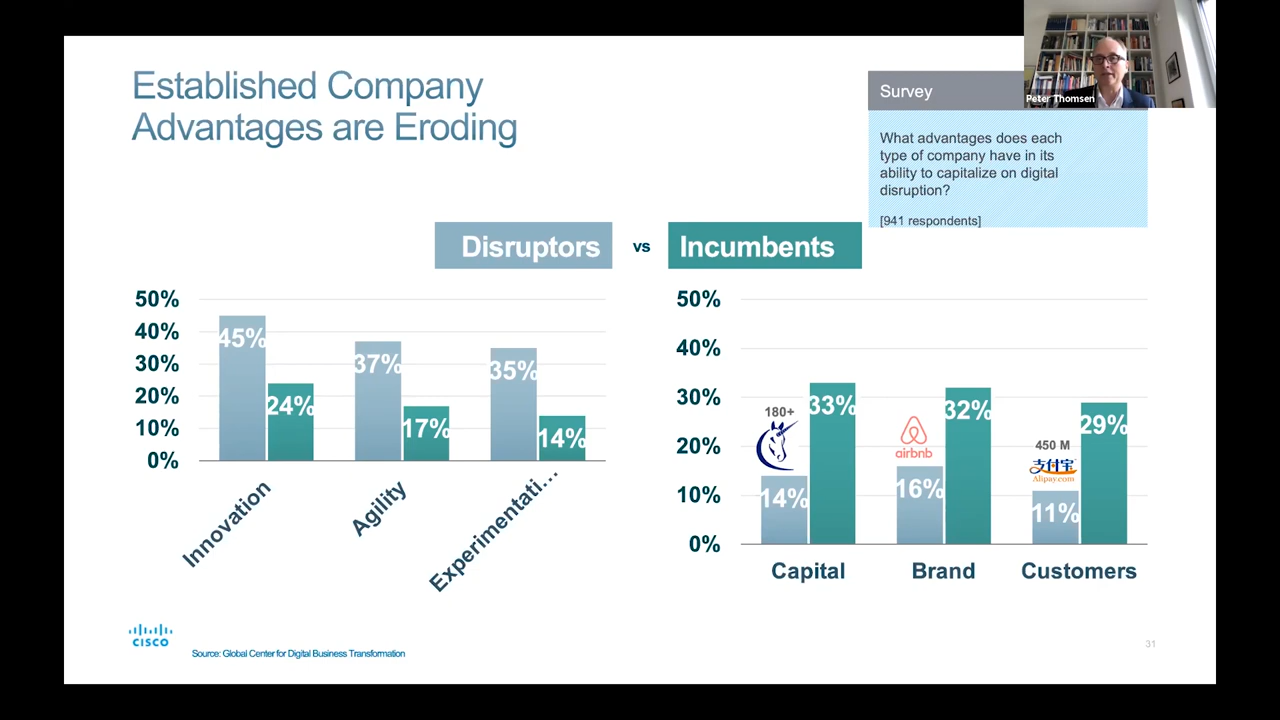 Established Company
Advantages are Eroding
Peter Thomsen
Survey
What advantages does each
type of company have in its
ability to capitalize on digital
disruption?
[941 respondents]
Disruptors
vs
Incumbents
50%
40%
30%
20%
10%
0%
45%
24%
37%
17%
35%
14%
Innovation
Agility
Experimentati...
50%
40%
30%
20%
10%
0%
180+
14%
33%
airbnb
16%
32%
450 M
支付宝
Alipay.com
11%
29%
Capital
Brand
Customers
CISCO
Source: Global Center for Digital Business Transformation
31